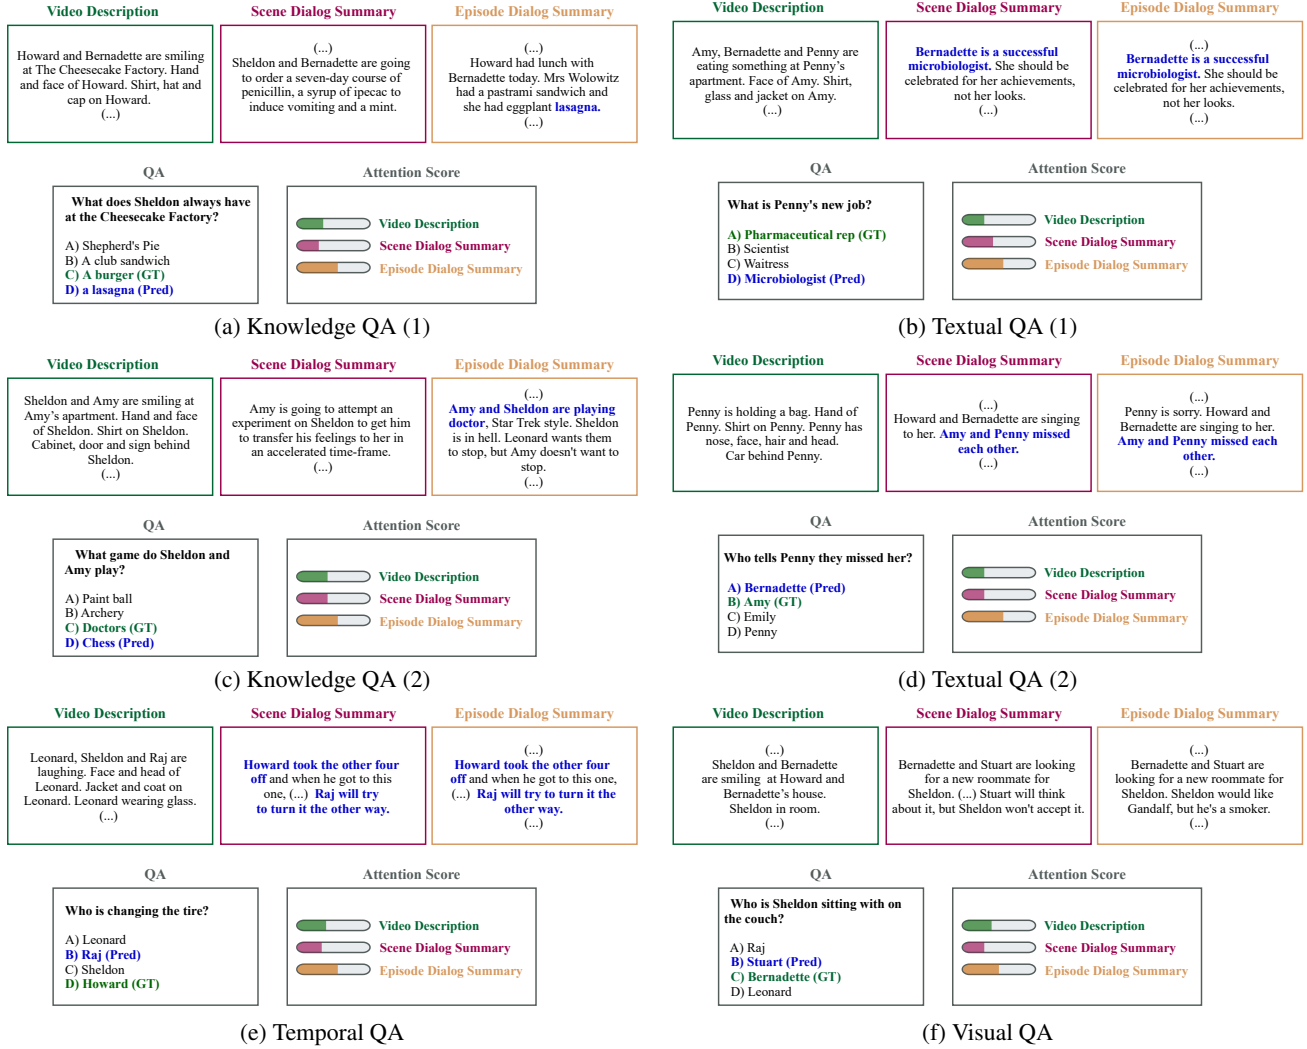 Video Description
Scene Dialog Summary
Episode Dialog Summary
Howard and Bernadette are smiling
at The Cheesecake Factory. Hand
and face of Howard. Shirt, hat and
cap on Howard.
(...)
(...)
Sheldon and Bernadette are going
to order a seven-day course of
penicillin, a syrup of ipecac to
induce vomiting and a mint.
(...)
Howard had lunch with
Bernadette today. Mrs Wolowitz
had a pastrami sandwich and
she had eggplant lasagna.
(...)
QA
Attention Score
What does Sheldon always have
at the Cheesecake Factory?
A) Shepherd's Pie
B) A club sandwich
C) A burger (GT)
D) a lasagna (Pred)
Video Description
Scene Dialog Summary
Episode Dialog Summary
(a) Knowledge QA (1)
Video Description
Scene Dialog Summary
Episode Dialog Summary
Amy, Bernadette and Penny are
eating something at Penny's
apartment. Face of Amy. Shirt,
glass and jacket on Amy.
(...)
Bernadette is a successful
microbiologist. She should be
celebrated for her achievements,
not her looks.
(...)
(...)
Bernadette is a successful
microbiologist. She should be
celebrated for her achievements,
not her looks.
(...)
QA
Attention Score
What is Penny's new job?
A) Pharmaceutical rep (GT)
B) Scientist
C) Waitress
D) Microbiologist (Pred)
Video Description
Scene Dialog Summary
Episode Dialog Summary
(b) Textual QA (1)
Video Description
Scene Dialog Summary
Episode Dialog Summary
Sheldon and Amy are smiling at
Amy's apartment. Hand and face
of Sheldon. Shirt on Sheldon.
Cabinet, door and sign behind
Sheldon.
(...)
Amy is going to attempt an
experiment on Sheldon to get him
to transfer his feelings to her in
an accelerated time-frame.
(...)
(...)
Amy and Sheldon are playing
doctor, Star Trek style. Sheldon
is in hell. Leonard wants them
to stop, but Amy doesn't want to
stop.
(...)
QA
Attention Score
What game do Sheldon and
Amy play?
A) Paint ball
B) Archery
C) Doctors (GT)
D) Chess (Pred)
Video Description
Scene Dialog Summary
Episode Dialog Summary
(c) Knowledge QA (2)
Video Description
Scene Dialog Summary
Episode Dialog Summary
Penny is holding a bag. Hand of
Penny. Shirt on Penny. Penny has
nose, face, hair and head.
Car behind Penny.
(...)
Howard and Bernadette are singing
to her. Amy and Penny missed
each other.
(...)
(...)
Penny is sorry. Howard and
Bernadette are singing to her.
Amy and Penny missed each
other.
(...)
QA
Attention Score
Who tells Penny they missed her?
A) Bernadette (Pred)
B) Amy (GT)
C) Emily
D) Penny
Video Description
Scene Dialog Summary
Episode Dialog Summary
(d) Textual QA (2)
Video Description
Scene Dialog Summary
Episode Dialog Summary
Leonard, Sheldon and Raj are
laughing. Face and head of
Leonard. Jacket and coat on
Leonard. Leonard wearing glass.
(...)
Howard took the other four
off and when he got to this
one, (...) Raj will try
to turn it the other way.
(...)
Howard took the other four
off and when he got to this one,
(...) Raj will try to turn it the
other way.
(...)
QA
Attention Score
Who is changing the tire?
A) Leonard
B) Raj (Pred)
C) Sheldon
D) Howard (GT)
Video Description
Scene Dialog Summary
Episode Dialog Summary
(e) Temporal QA
Video Description
Scene Dialog Summary
Episode Dialog Summary
(...)
Sheldon and Bernadette
are smiling at Howard and
Bernadette's house.
Sheldon in room.
(...)
Bernadette and Stuart are looking
for a new roommate for
Sheldon. (...) Stuart will think
about it, but Sheldon won't accept it.
(...)
Bernadette and Stuart are
looking for a new roommate for
Sheldon. Sheldon would like
Gandalf, but he's a smoker.
(...)
QA
Attention Score
Who is Sheldon sitting with on
the couch?
A) Raj
B) Stuart (Pred)
C) Bernadette (GT)
D) Leonard
Video Description
Scene Dialog Summary
Episode Dialog Summary
(f) Visual QA